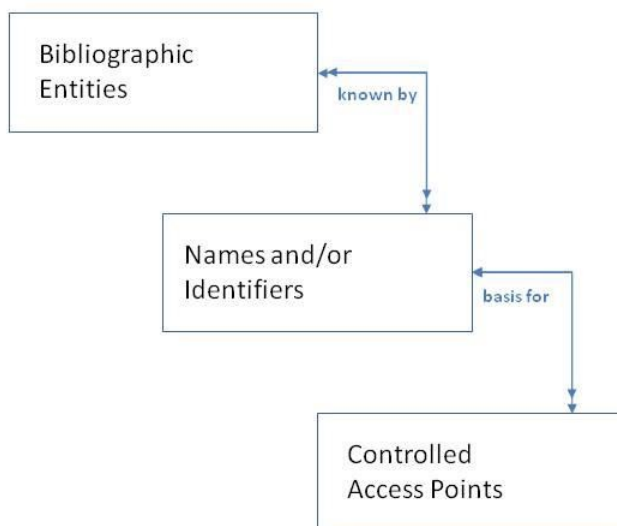 Bibliographic
Entities
known by
Names and/or
Identifiers
basis for
Controlled
Access Points